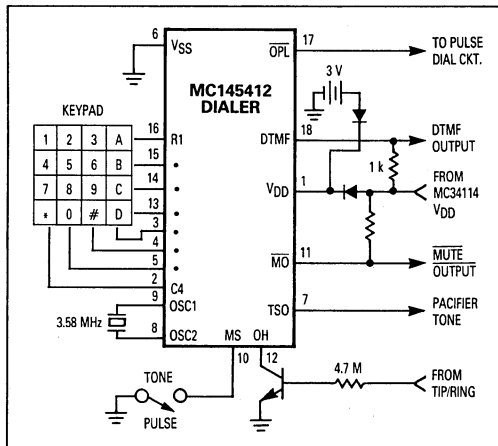 6
VSS
MC145412
DIALER
OPL
17
TO PULSE
DIAL CKT.
3 V
KEYPAD
1 2 3 A
4 5 6 B
7 8 9 C
* 0 # D
16
R1
15
14
13
3
4
5
2
C4
DTMF
18
DTMF
OUTPUT
1 k
VDD
1
FROM
MC34114
VDD
MO
11
MUTE
OUTPUT
TSO
7
PACIFIER
TONE
9
OSC1
3.58 MHz
8
OSC2
MS
OH
10
12
TONE
PULSE
4.7 M
FROM
TIP/RING